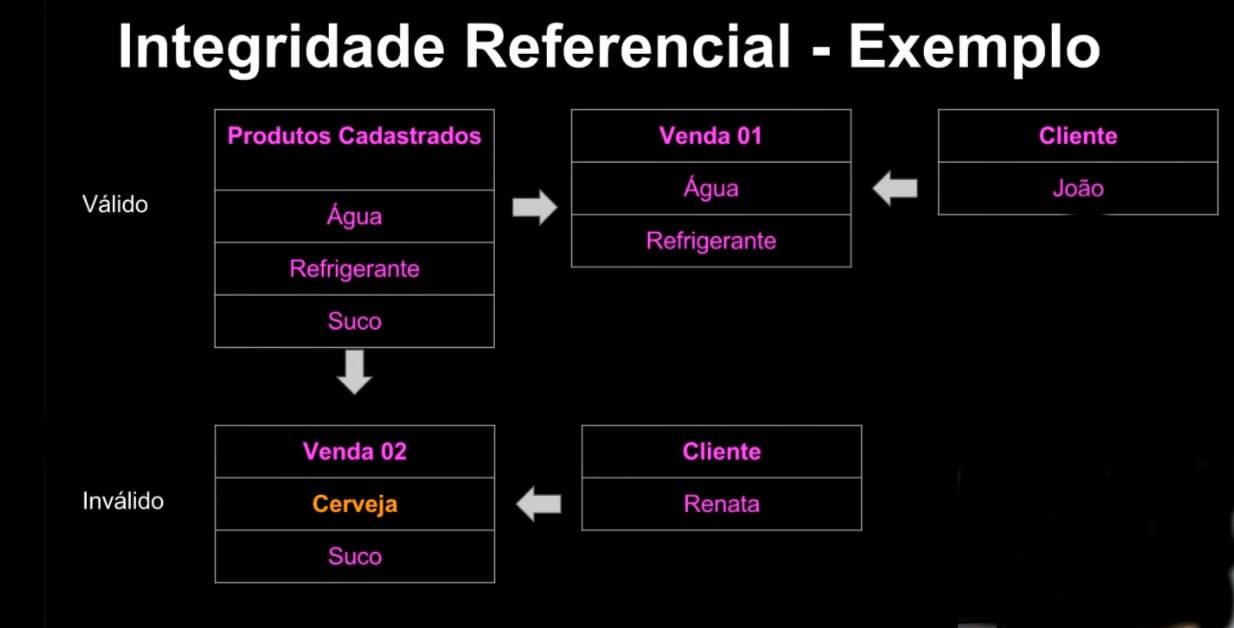 Integridade Referencial - Exemplo
Válido
Produtos Cadastrados
Água
Refrigerante
Suco
Venda 01
Água
Refrigerante
Cliente
João
Inválido
Venda 02
Cerveja
Suco
Cliente
Renata